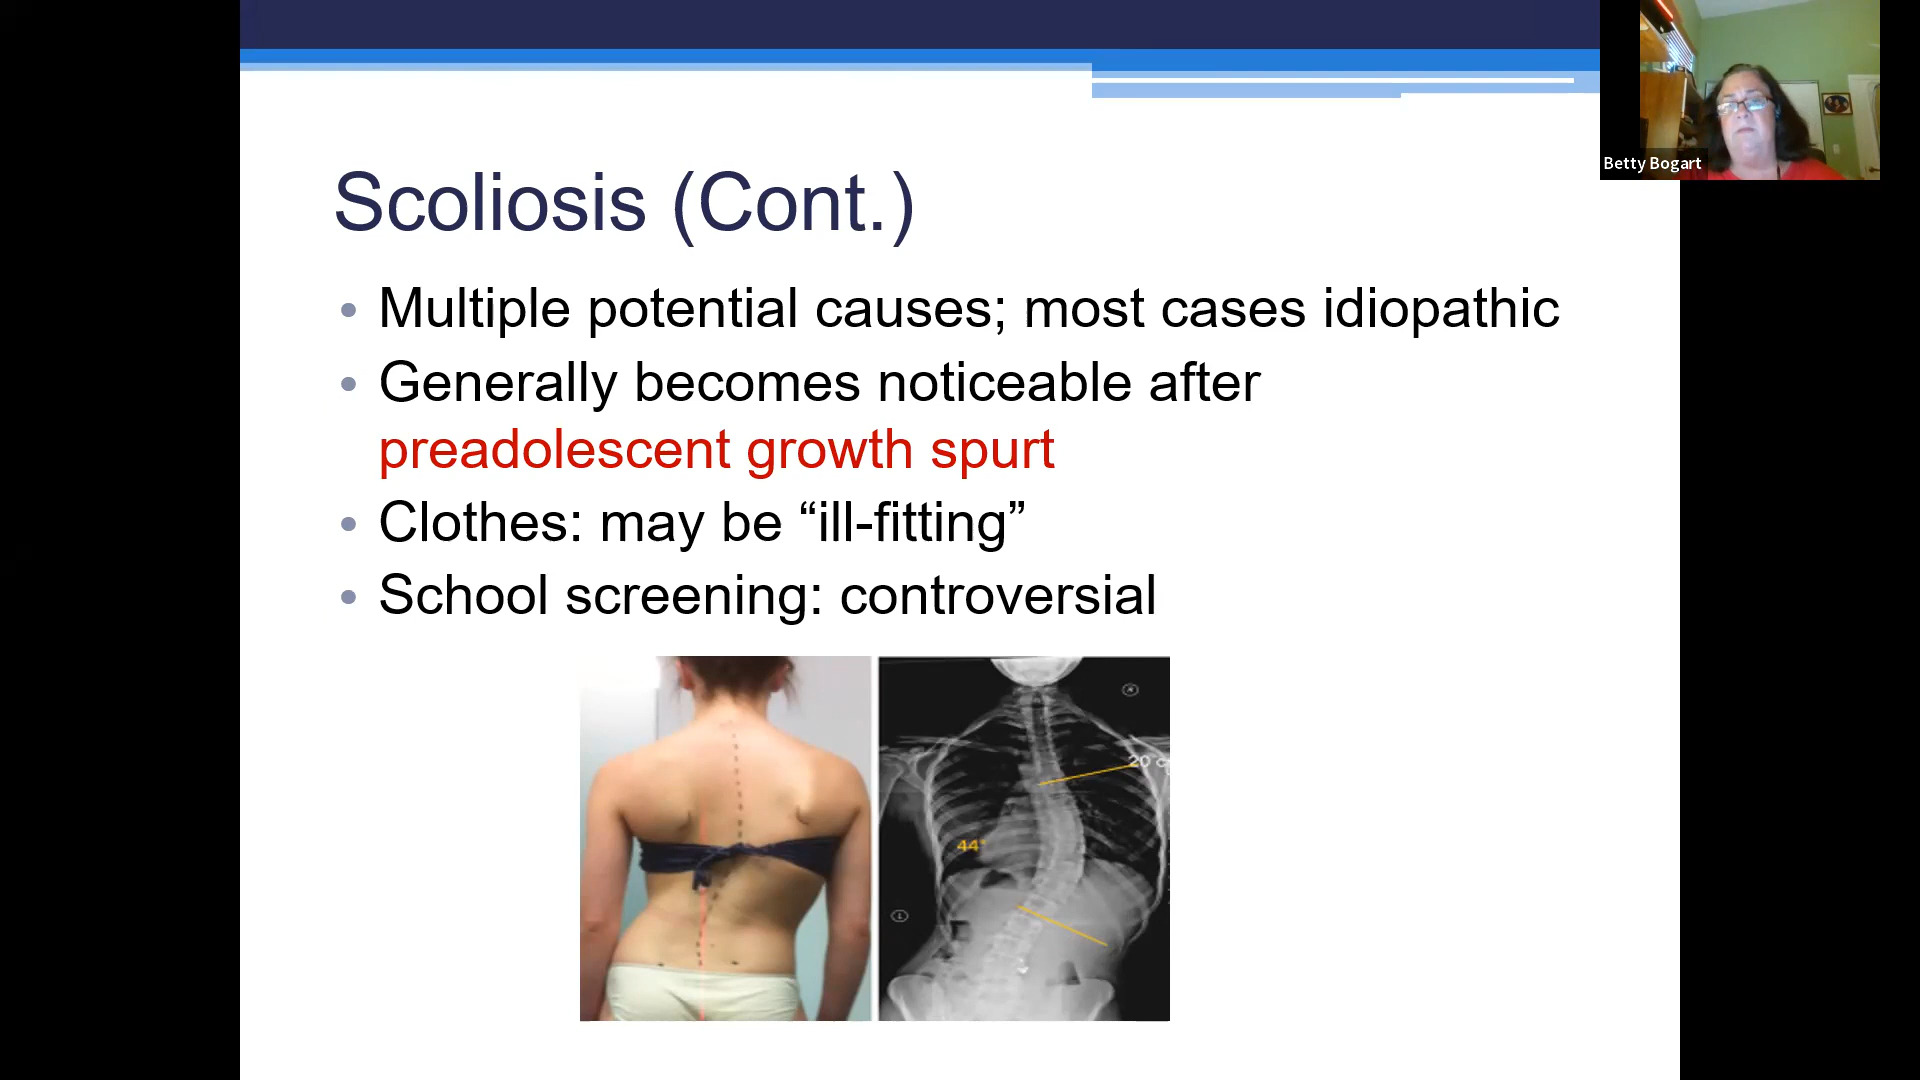 Betty Bogart
Scoliosis (Cont.)
• Multiple potential causes; most cases idiopathic
• Generally becomes noticeable after
preadolescent growth spurt
• Clothes: may be “ill-fitting”
• School screening: controversial
20
44°
L